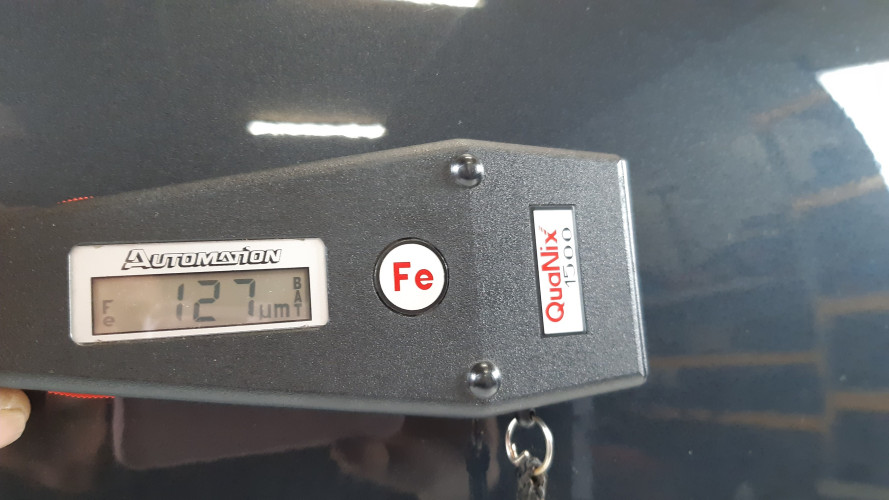 AUTOMATION
Fe
127 µm
BAT
Fe
QuaNix
1500